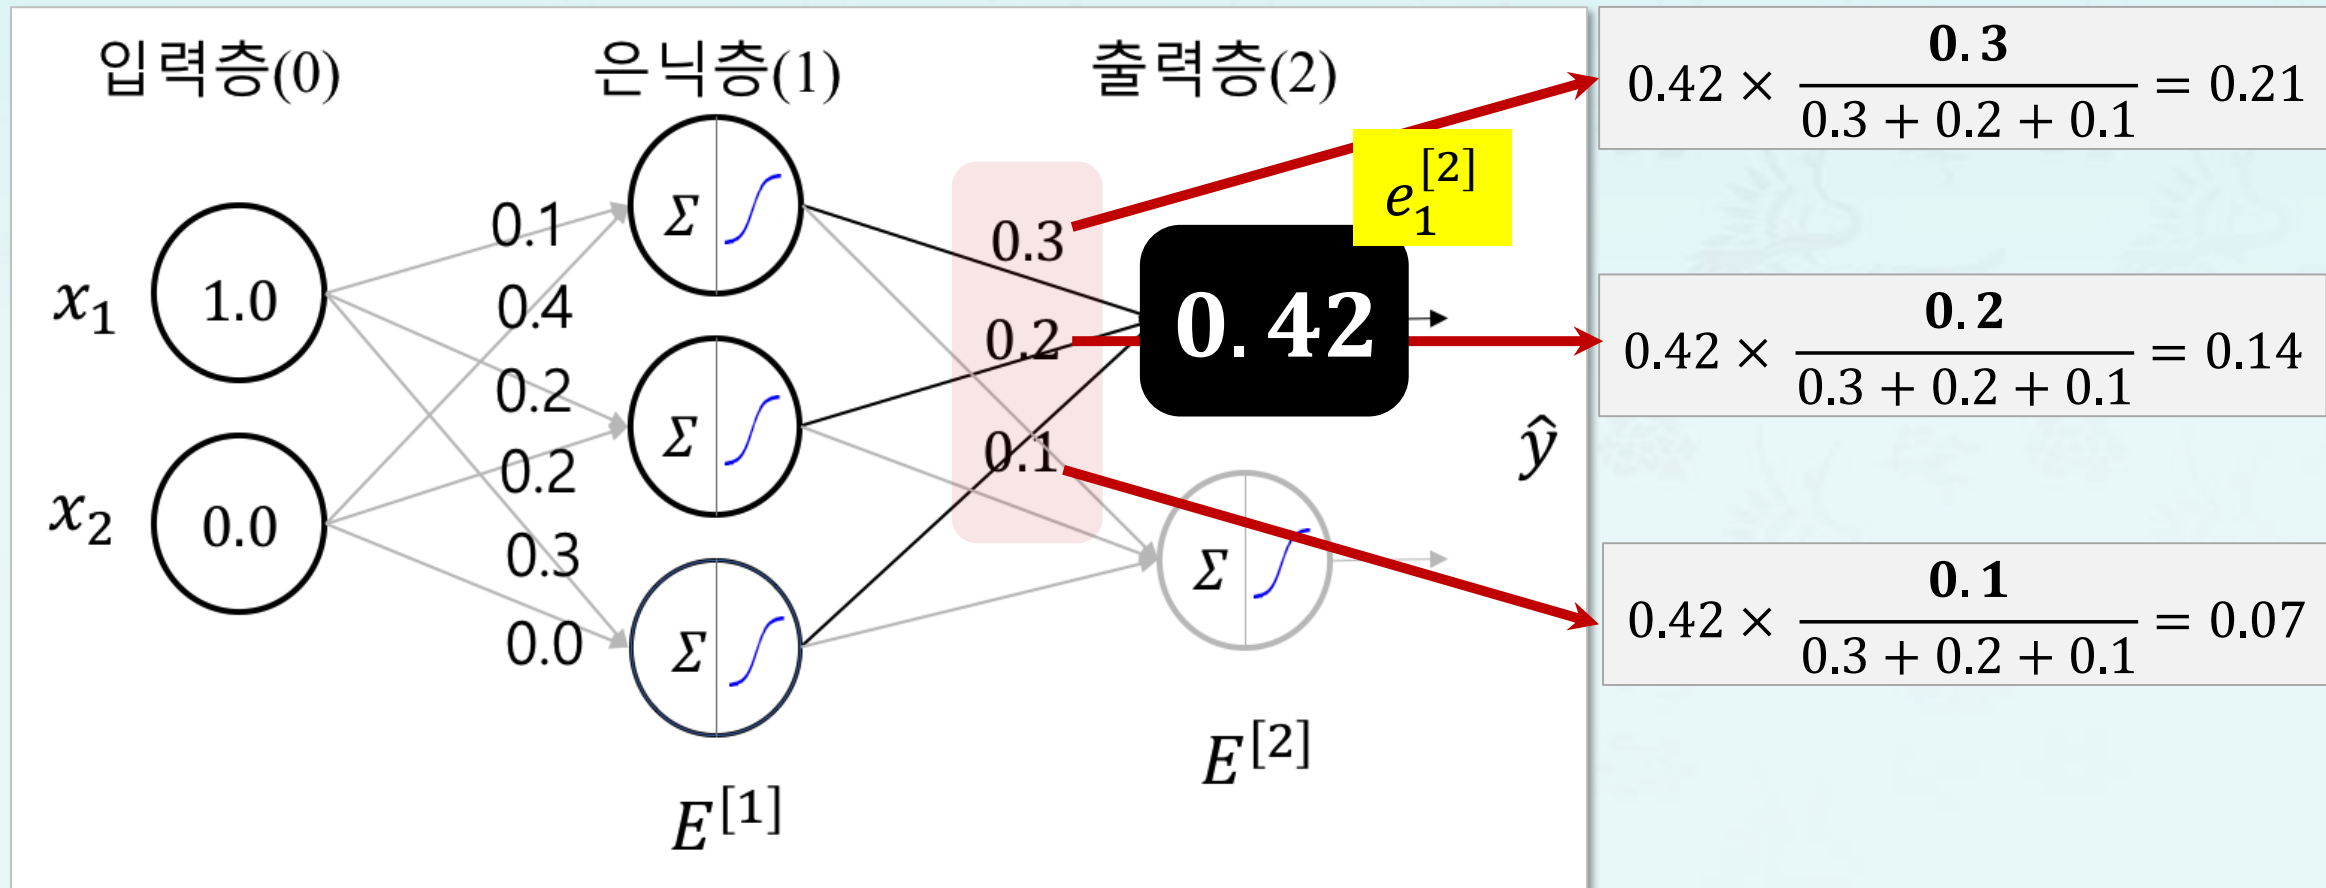 입력층(0) 은닉층(1) 출력층(2)
x₁ 1.0
x₂ 0.0
0.1
0.4
0.2
0.2
0.3
0.0
Σ
Σ
Σ
E^[1]
0.3
0.2
0.1
e₁^[2]
0.42
Σ
E^[2]
ŷ
0.42 × 0.3 / (0.3 + 0.2 + 0.1) = 0.21
0.42 × 0.2 / (0.3 + 0.2 + 0.1) = 0.14
0.42 × 0.1 / (0.3 + 0.2 + 0.1) = 0.07